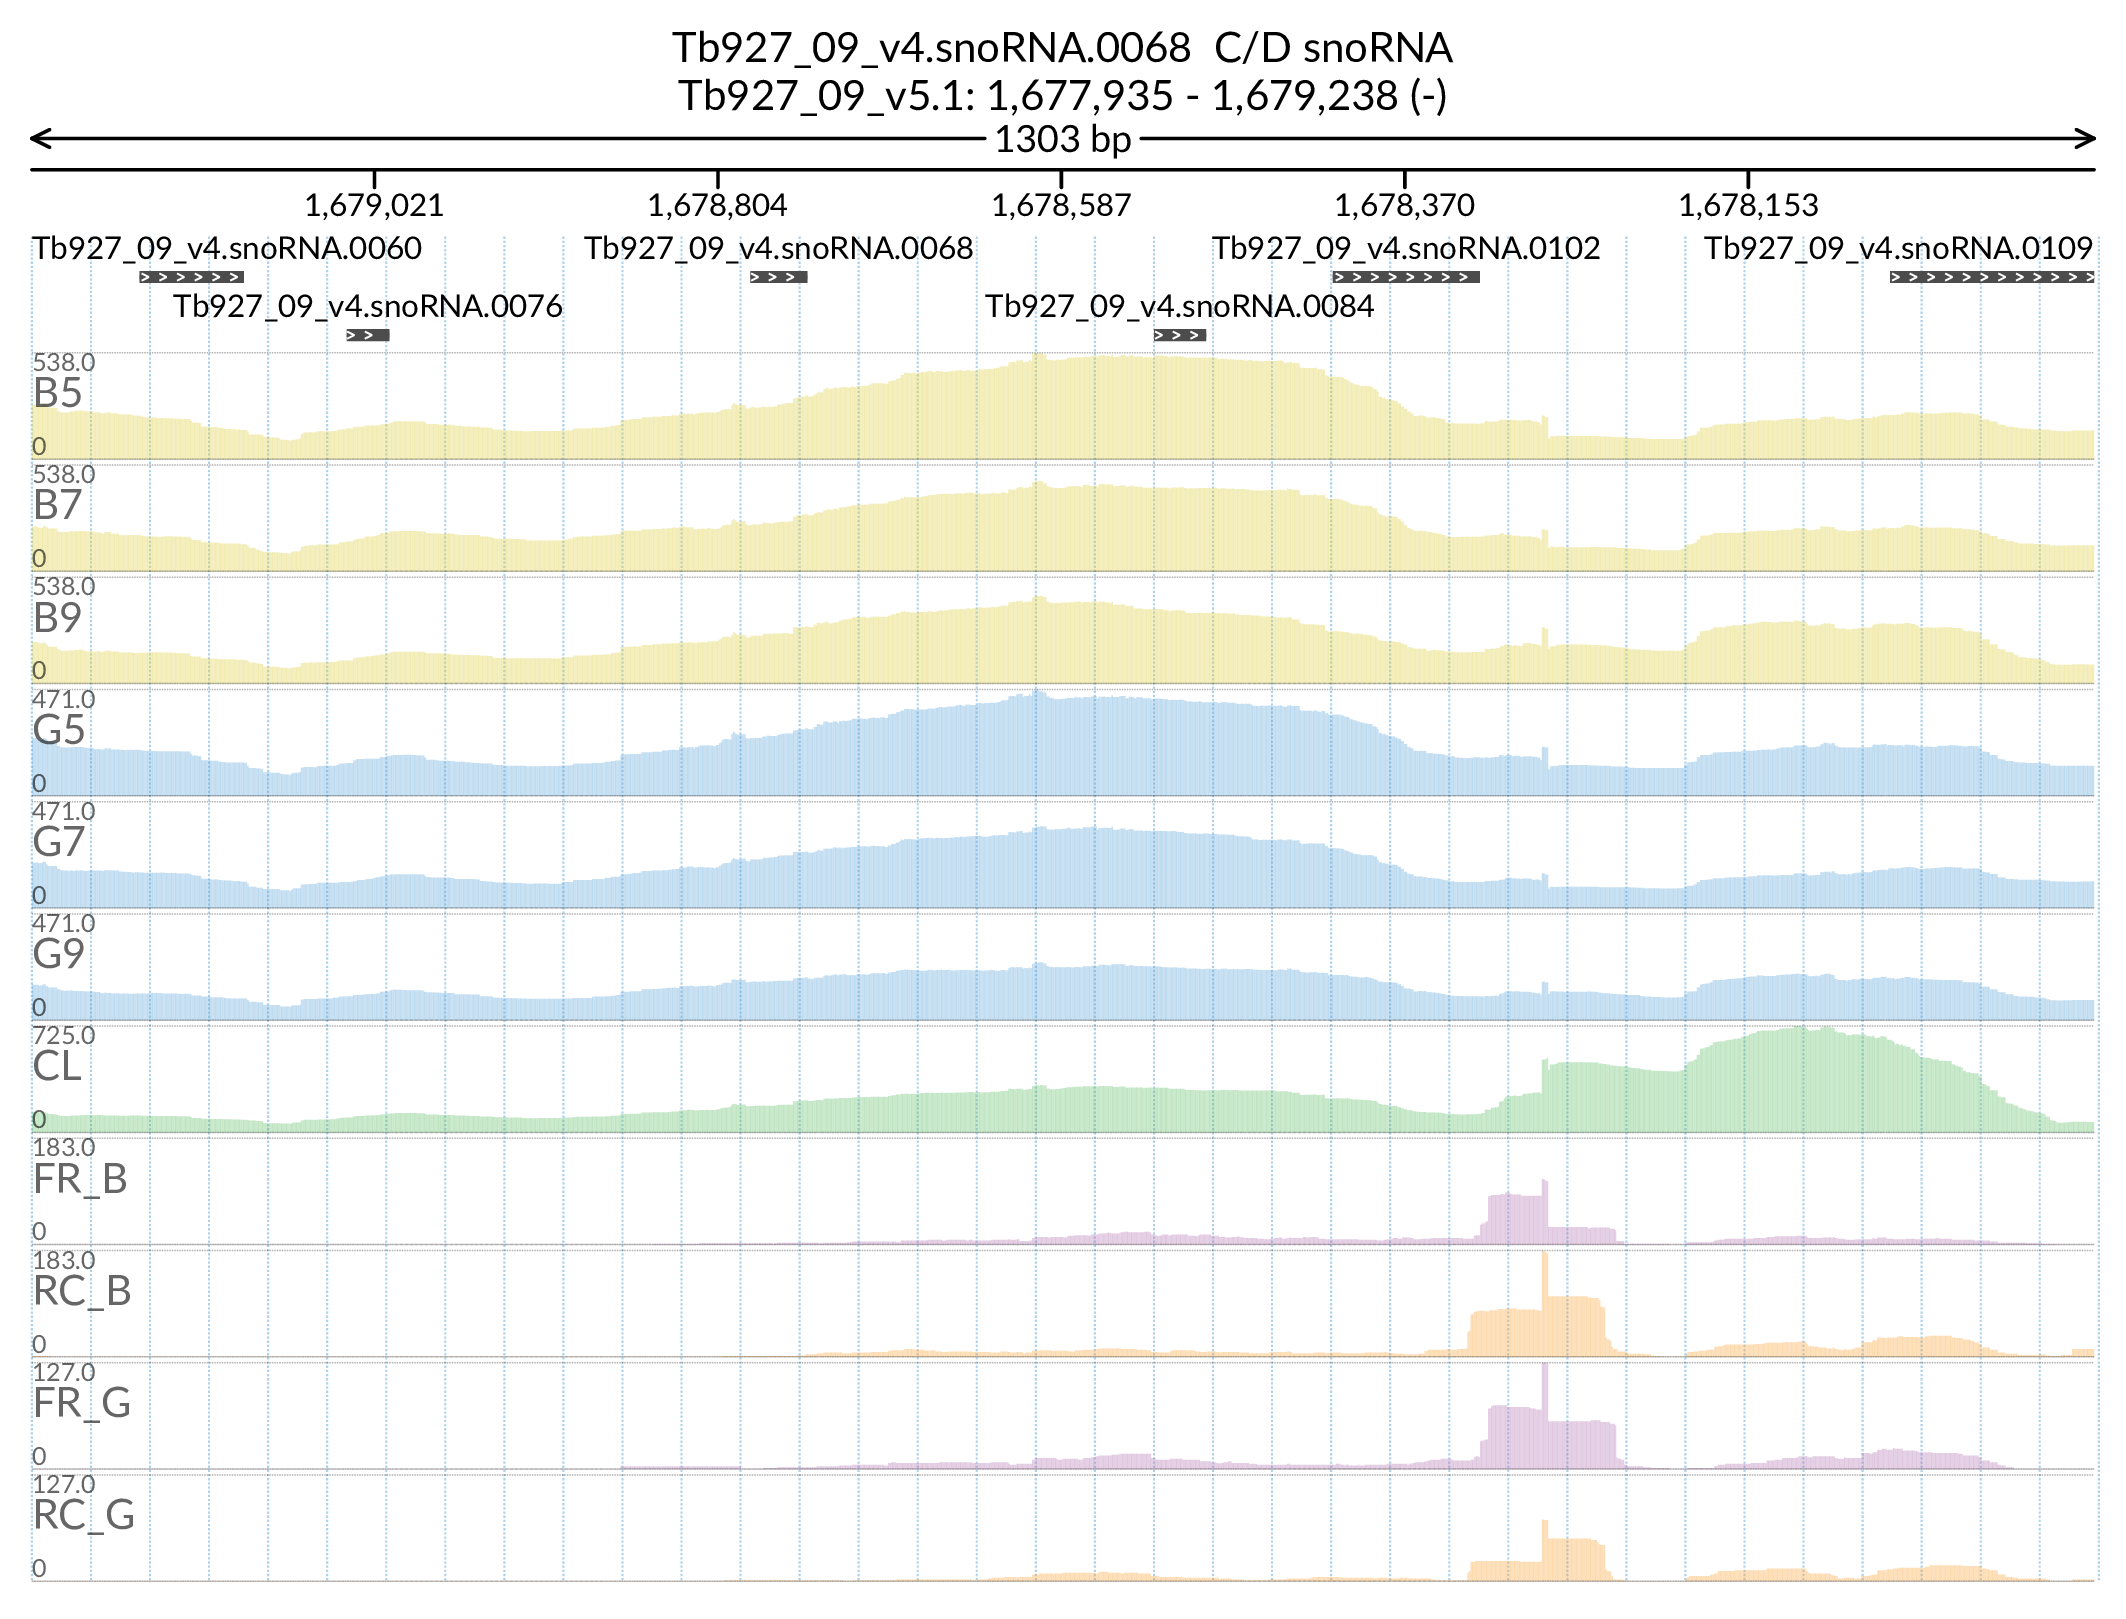 Tb927_09_v4.snoRNA.0068  C/D snoRNA
Tb927_09_v5.1: 1,677,935 - 1,679,238 (-)
1303 bp
1,679,021 1,678,804 1,678,587 1,678,370 1,678,153
Tb927_09_v4.snoRNA.0060 Tb927_09_v4.snoRNA.0068 Tb927_09_v4.snoRNA.0102 Tb927_09_v4.snoRNA.0109
Tb927_09_v4.snoRNA.0076 Tb927_09_v4.snoRNA.0084
538.0
B5
0
538.0
B7
0
538.0
B9
0
471.0
G5
0
471.0
G7
0
471.0
G9
0
725.0
CL
0
183.0
FR_B
0
183.0
RC_B
0
127.0
FR_G
0
127.0
RC_G
0